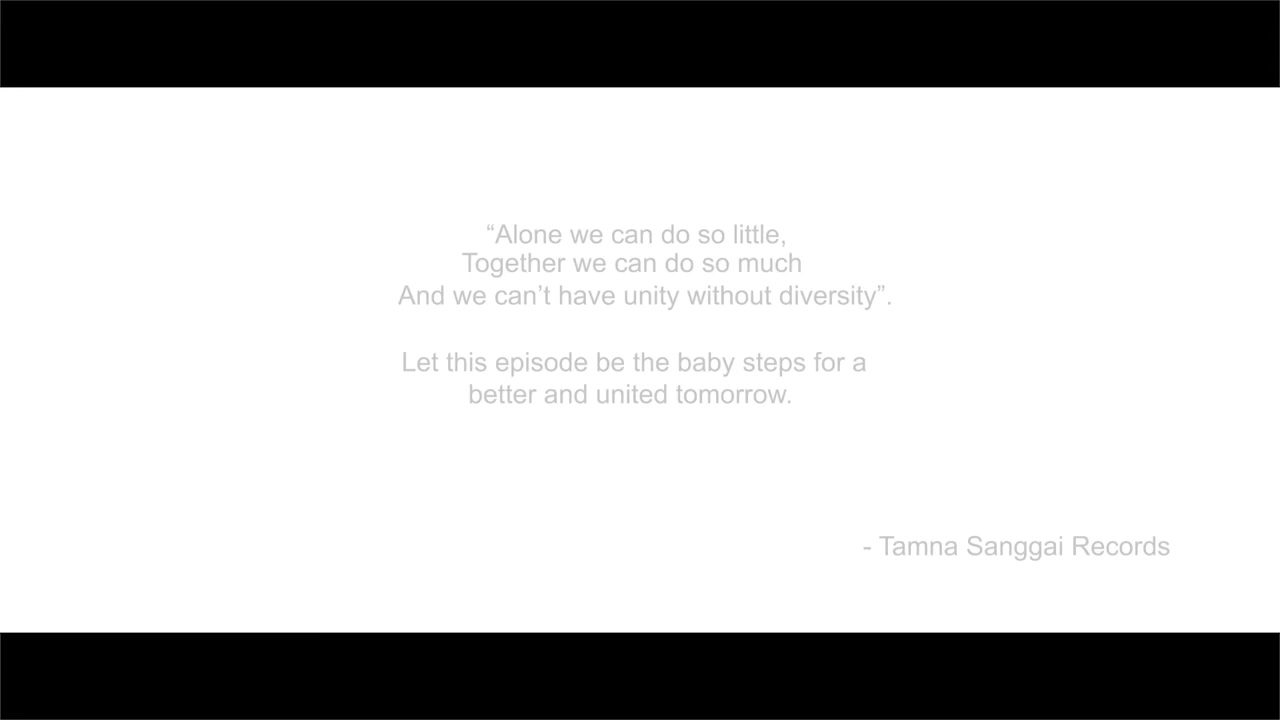 “Alone we can do so little,
Together we can do so much
And we can’t have unity without diversity”.
Let this episode be the baby steps for a
better and united tomorrow.
- Tamna Sanggai Records